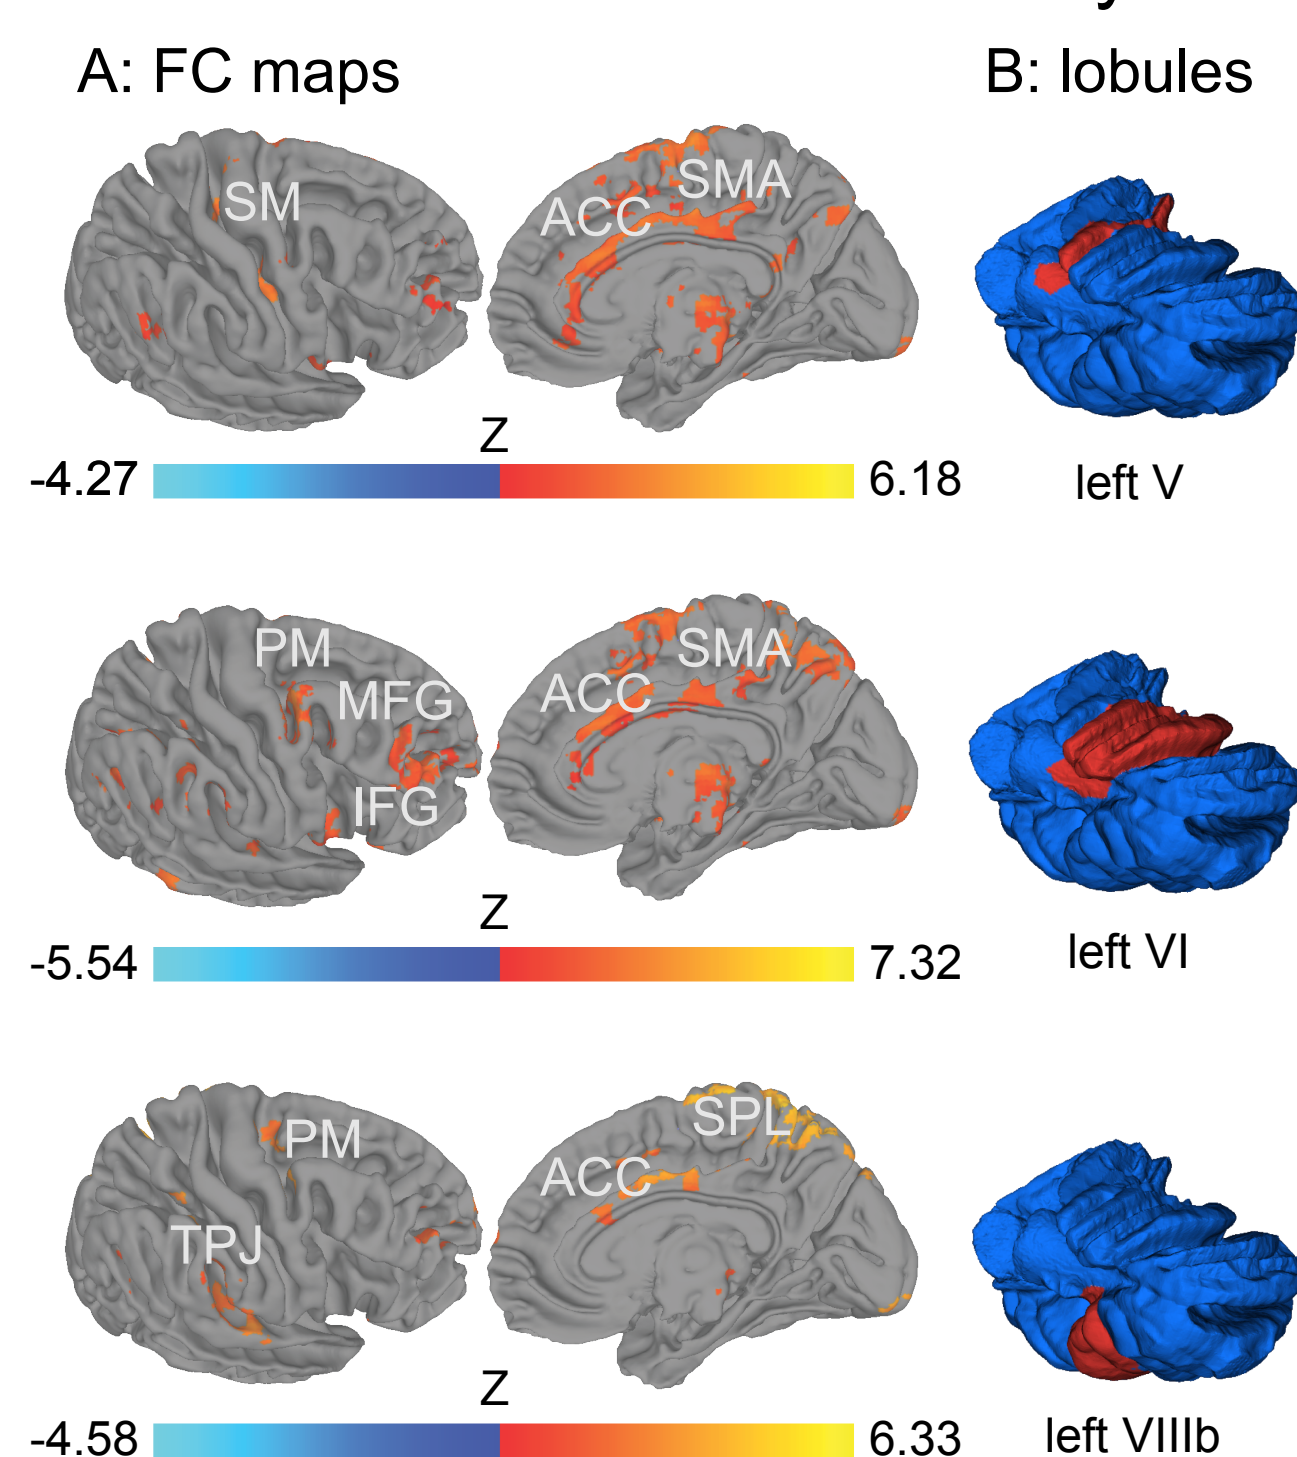 A: FC maps
B: lobules
SM
SMA
ACC
Z
-4.27
6.18
left V
PM
MFG
IFG
SMA
ACC
Z
-5.54
7.32
left VI
PM
TPJ
SPL
ACC
Z
-4.58
6.33
left VIIIb